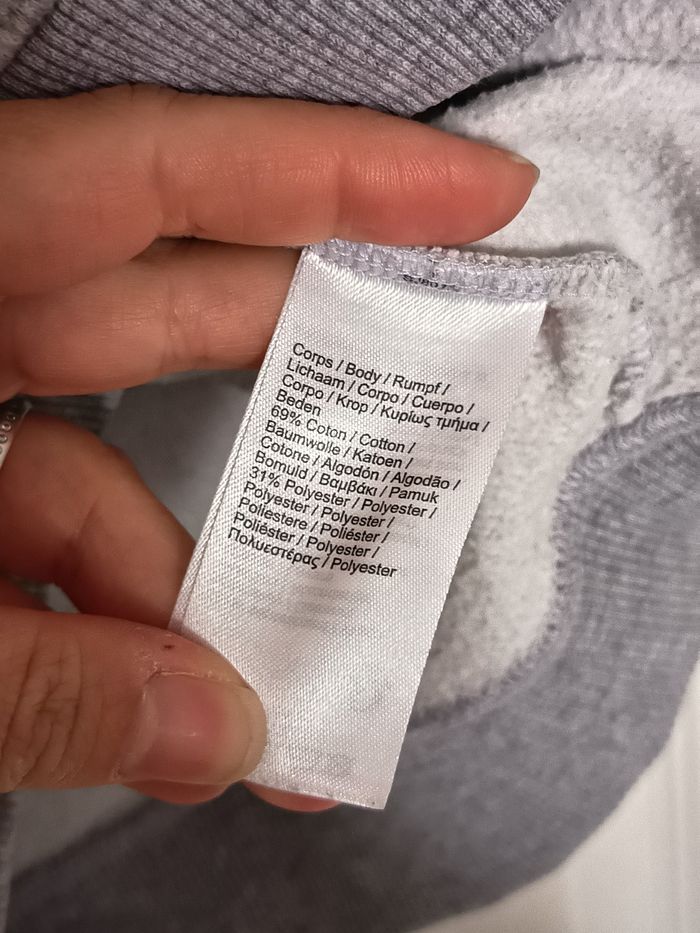 Corps / Body / Rumpf /
Lichaam / Corpo / Cuerpo /
Corpo / Krop / Κυρίως τμήμα /
Beden
69% Coton / Cotton /
Baumwolle / Katoen /
Cotone / Algodón / Algodão /
Bomuld / Βαμβάκι / Pamuk
31% Polyester / Polyester /
Polyester / Polyester /
Poliestere / Poliéster /
Poliéster / Polyester /
Πολυεστέρας / Polyester